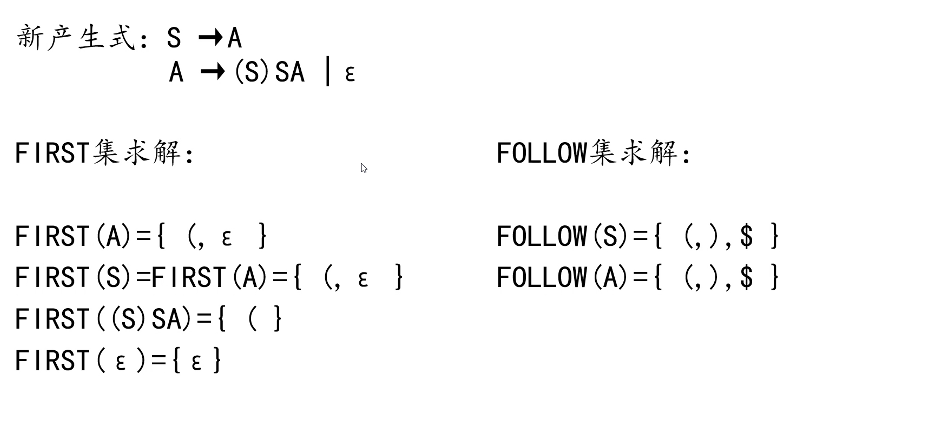 新产生式：S →A
A →(S)SA | ε
FIRST集求解：
FOLLOW集求解：
FIRST(A)={ (, ε }
FOLLOW(S)={ (,),$ }
FIRST(S)=FIRST(A)={ (, ε }
FOLLOW(A)={ (,),$ }
FIRST((S)SA)={ ( }
FIRST(ε)={ε}